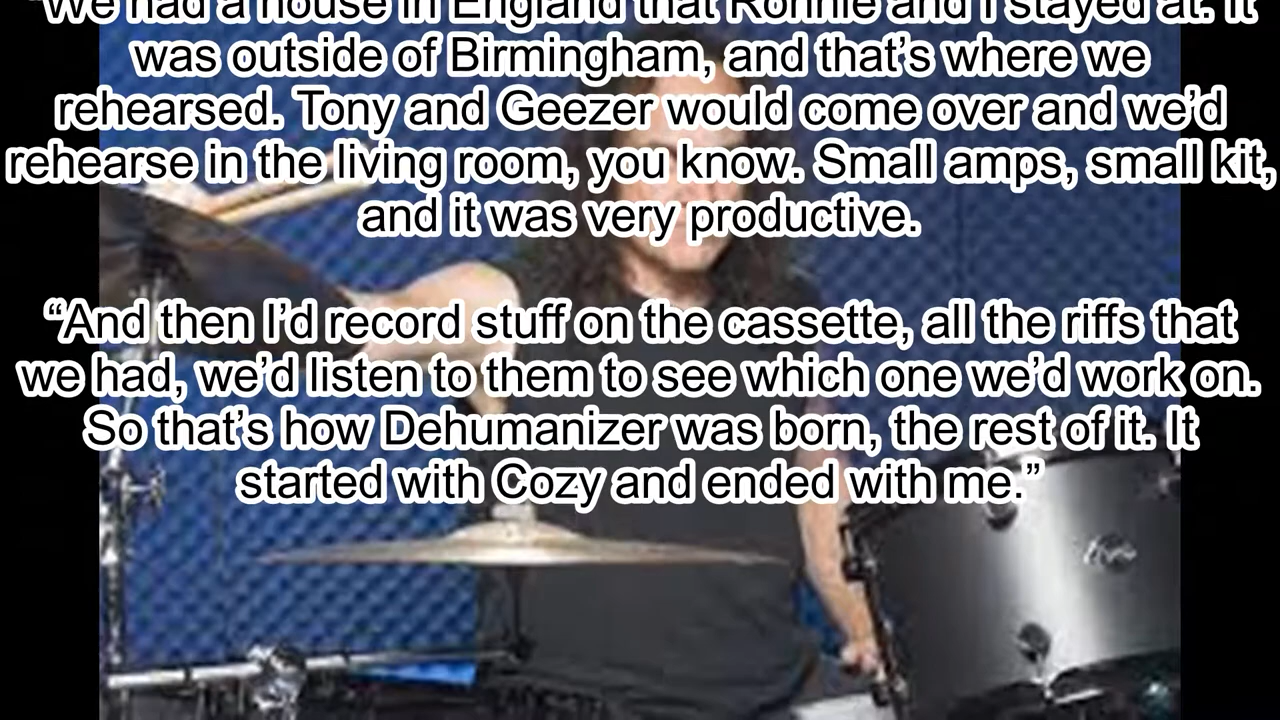 “We had a house in England that Ronnie and I stayed at. It
was outside of Birmingham, and that’s where we
rehearsed. Tony and Geezer would come over and we’d
rehearse in the living room, you know. Small amps, small kit,
and it was very productive.
“And then I’d record stuff on the cassette, all the riffs that
we had, we’d listen to them to see which one we’d work on.
So that’s how Dehumanizer was born, the rest of it. It
started with Cozy and ended with me.”